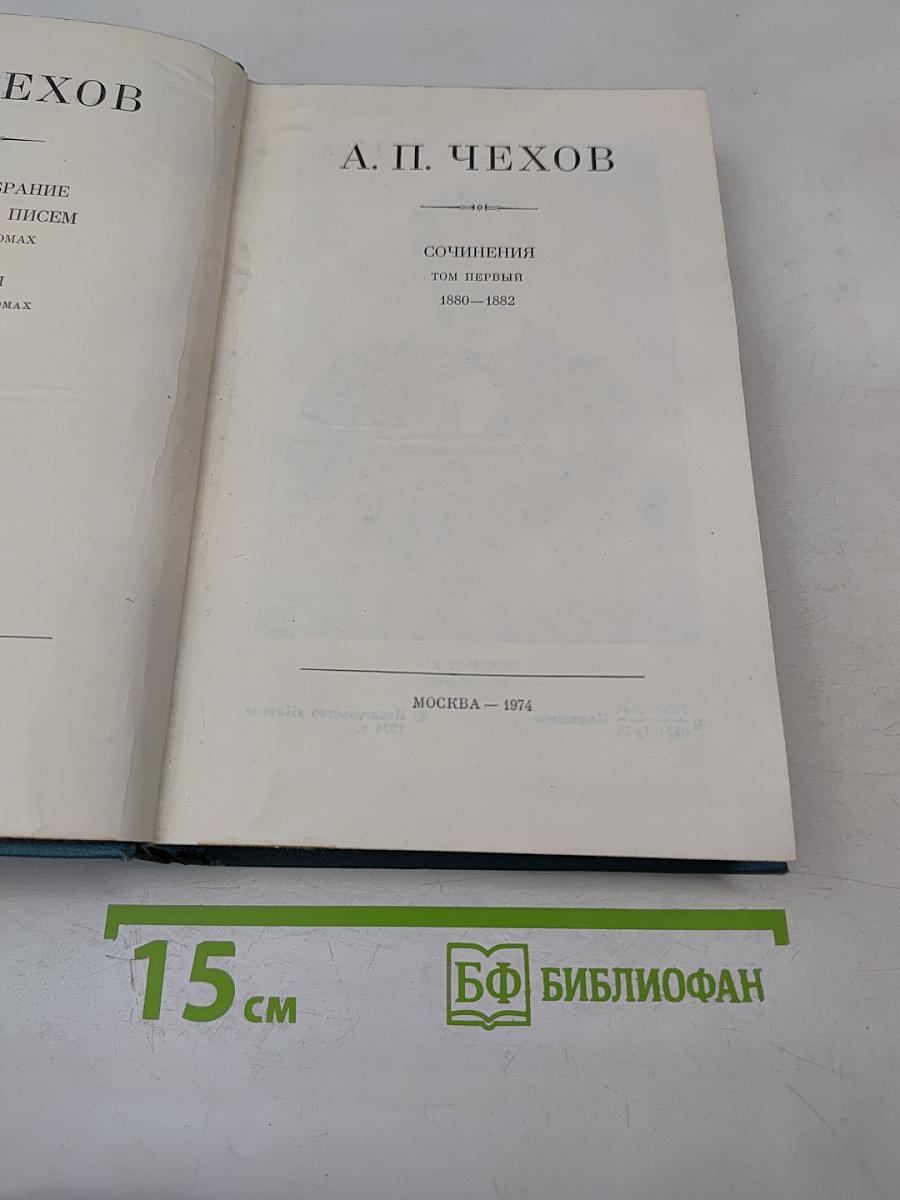 ЕХОВ
БРАНИЕ
ПИСЕМ
ОМАХ
Я
ОМАХ
А. П. ЧЕХОВ
СОЧИНЕНИЯ
ТОМ ПЕРВЫЙ
1880—1882
МОСКВА — 1974
15 см
БФ БИБЛИОФАН